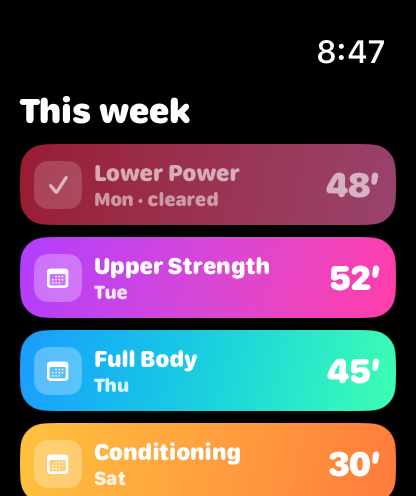 8:47
This week
Lower Power
Mon · cleared
48′
Upper Strength
Tue
52′
Full Body
Thu
45′
Conditioning
Sat
30′